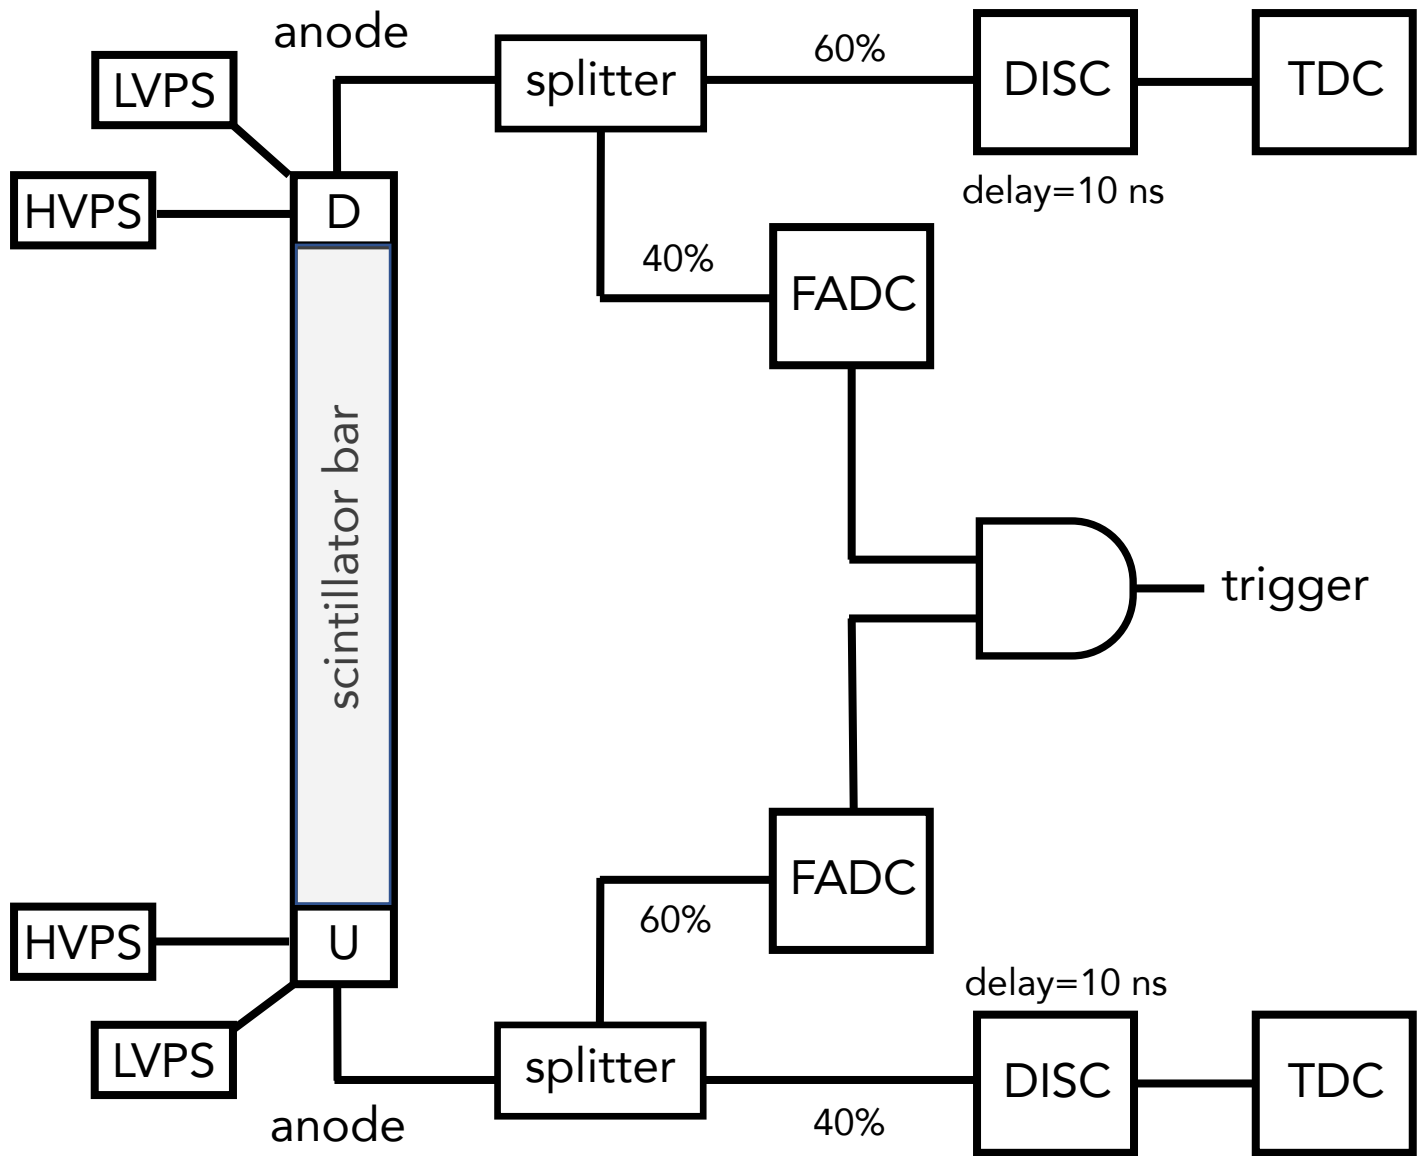 anode
LVPS
splitter
60%
DISC
TDC
delay=10 ns
HVPS
D
40%
FADC
scintillator bar
trigger
FADC
60%
HVPS
U
delay=10 ns
LVPS
splitter
DISC
TDC
anode
40%